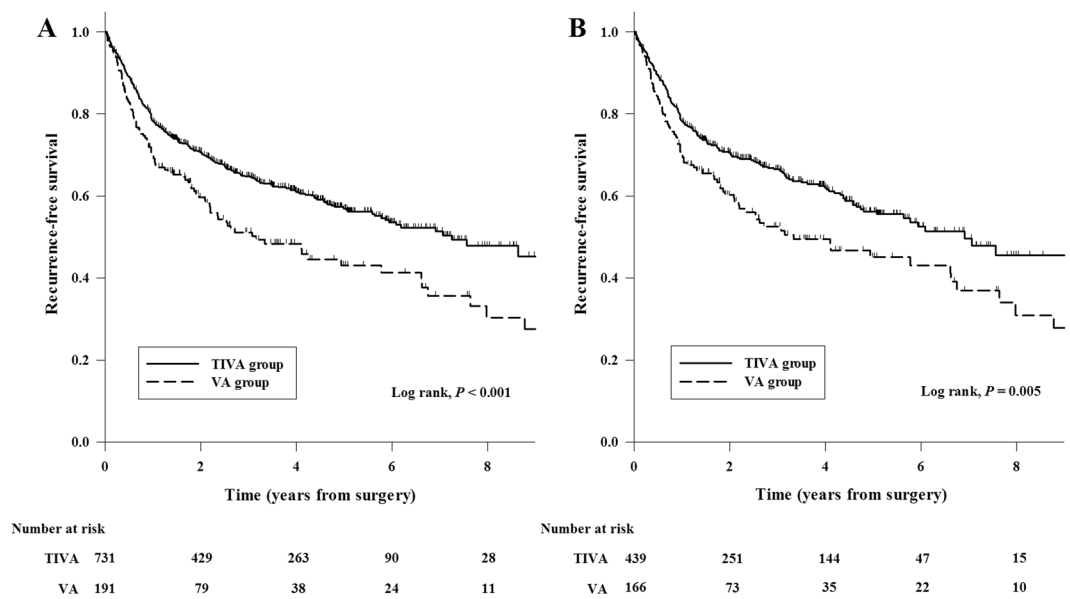 A
Recurrence-free survival
1.0
0.8
0.6
0.4
0.2
0.0
TIVA group
VA group
Log rank, P < 0.001
0 2 4 6 8
Time (years from surgery)
Number at risk
TIVA 731 429 263 90 28
VA 191 79 38 24 11
B
Recurrence-free survival
1.0
0.8
0.6
0.4
0.2
0.0
TIVA group
VA group
Log rank, P = 0.005
0 2 4 6 8
Time (years from surgery)
Number at risk
TIVA 439 251 144 47 15
VA 166 73 35 22 10